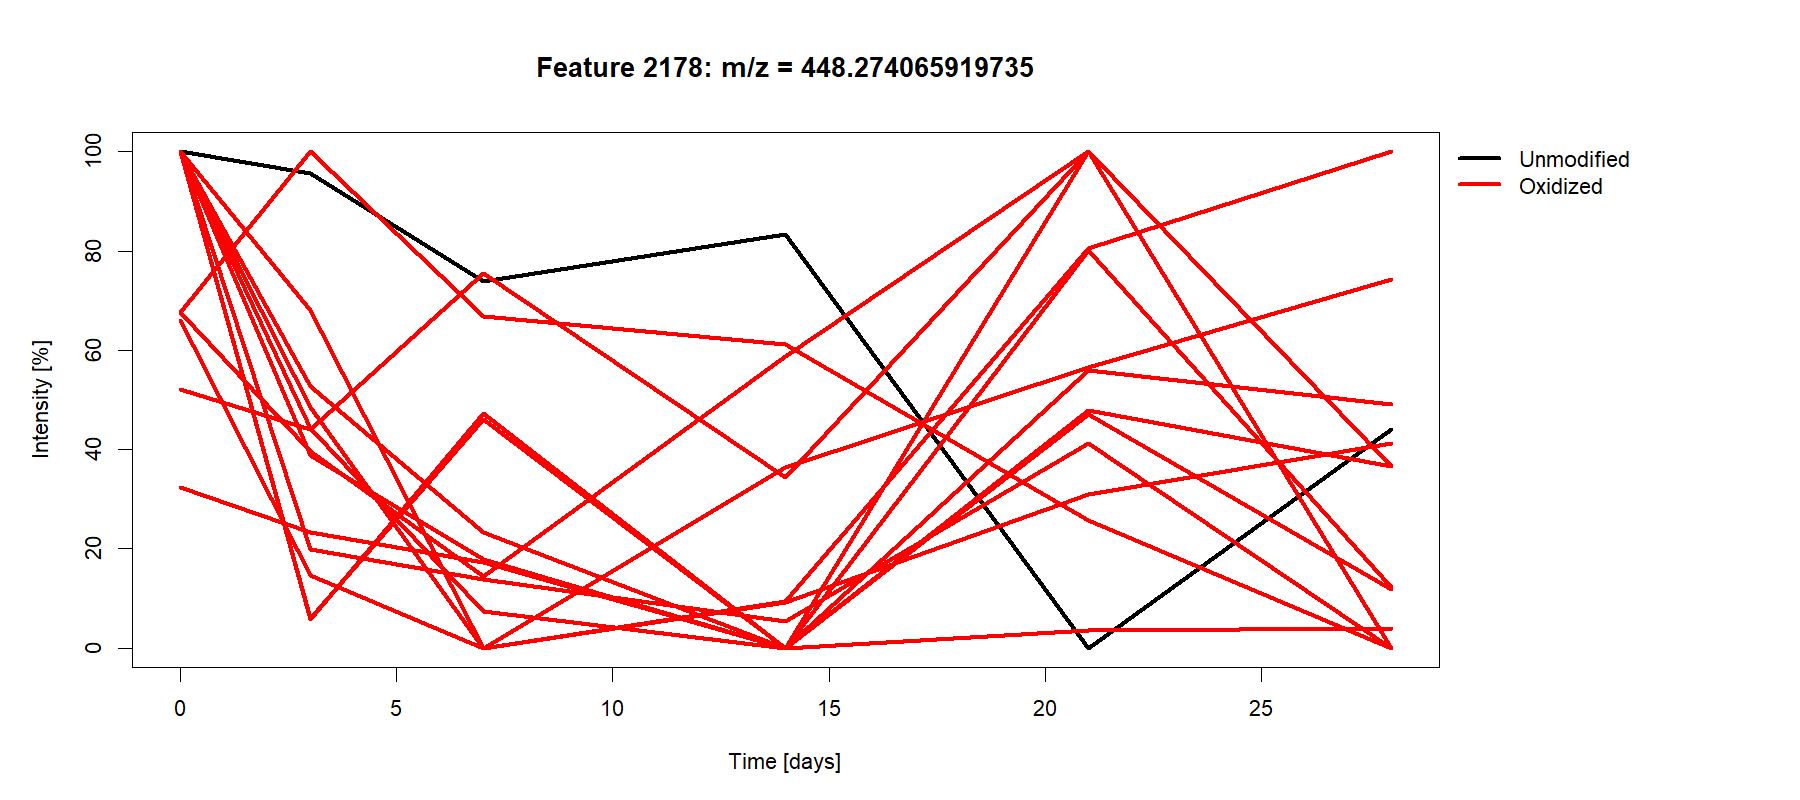 Feature 2178: m/z = 448.274065919735
Unmodified
Oxidized
Intensity [%]
100
80
60
40
20
0
0 5 10 15 20 25
Time [days]